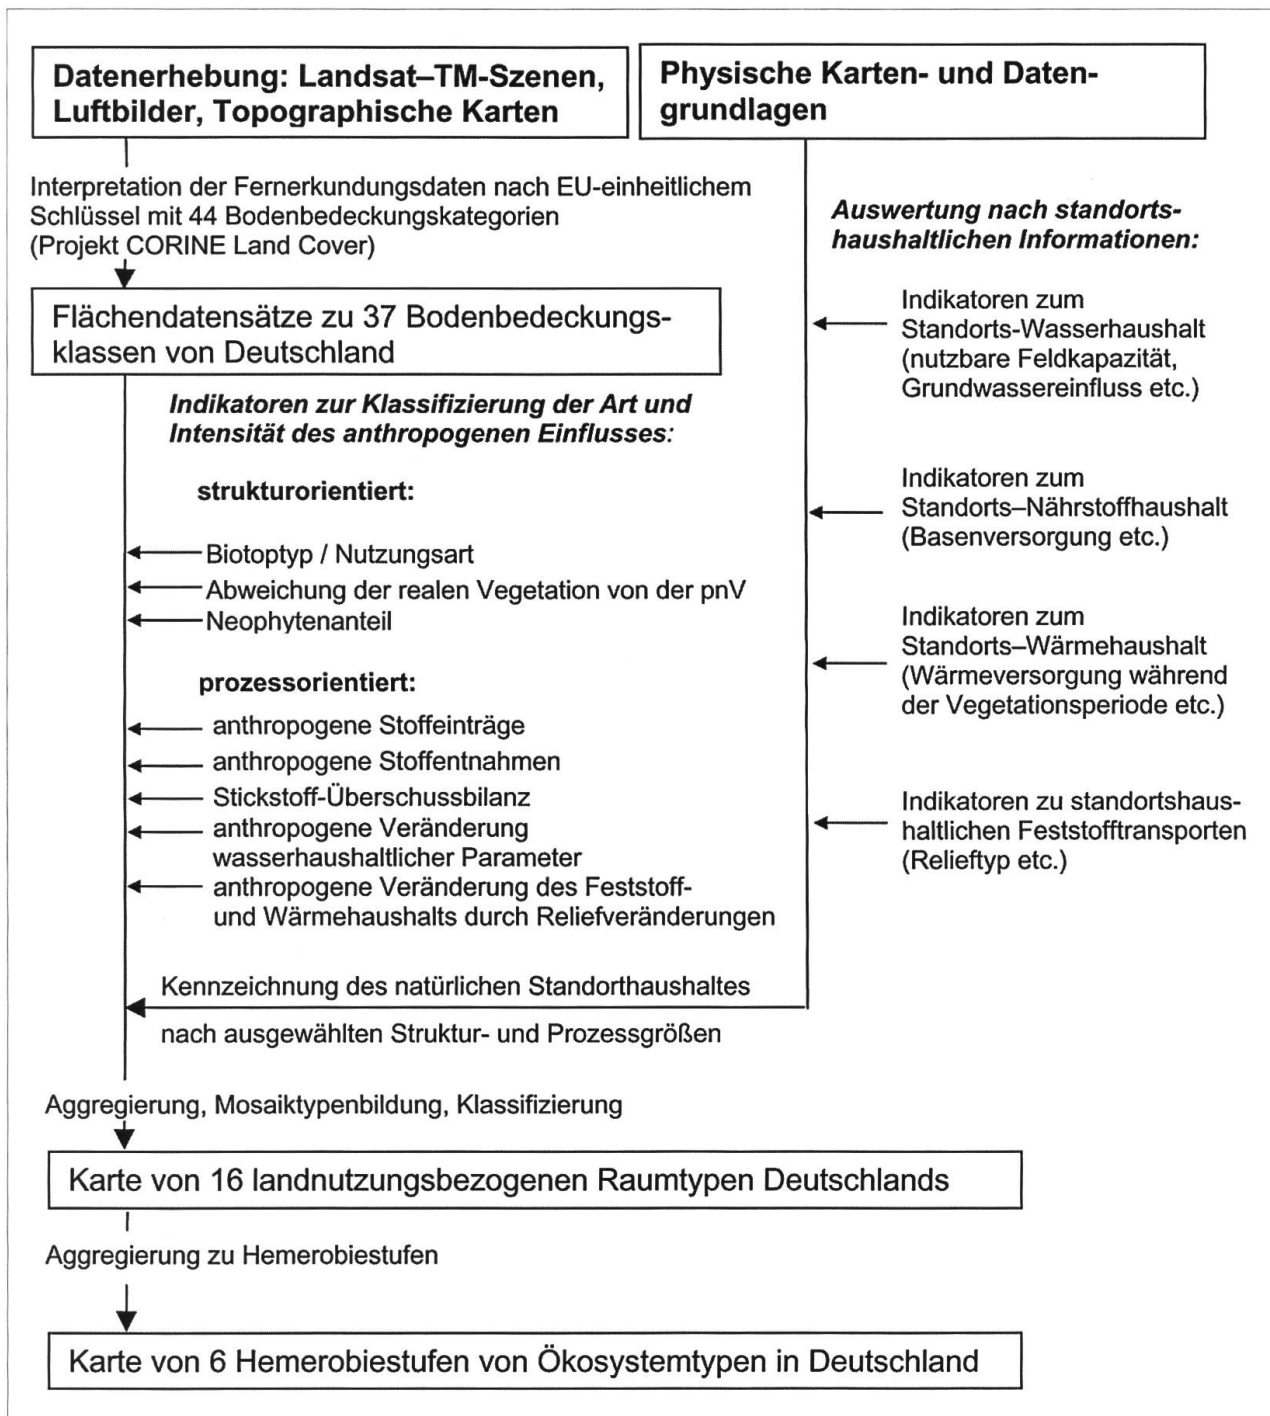 Datenerhebung: Landsat–TM-Szenen,
Luftbilder, Topographische Karten
Physische Karten- und Daten-
grundlagen
Interpretation der Fernerkundungsdaten nach EU-einheitlichem
Schlüssel mit 44 Bodenbedeckungskategorien
(Projekt CORINE Land Cover)
Flächendatensätze zu 37 Bodenbedeckungs-
klassen von Deutschland
Indikatoren zur Klassifizierung der Art und
Intensität des anthropogenen Einflusses:
strukturorientiert:
Biotoptyp / Nutzungsart
Abweichung der realen Vegetation von der pnV
Neophytenanteil
prozessorientiert:
anthropogene Stoffeinträge
anthropogene Stoffentnahmen
Stickstoff-Überschussbilanz
anthropogene Veränderung
wasserhaushaltlicher Parameter
anthropogene Veränderung des Feststoff-
und Wärmehaushalts durch Reliefveränderungen
Auswertung nach standorts-
haushaltlichen Informationen:
Indikatoren zum
Standorts-Wasserhaushalt
(nutzbare Feldkapazität,
Grundwassereinfluss etc.)
Indikatoren zum
Standorts–Nährstoffhaushalt
(Basenversorgung etc.)
Indikatoren zum
Standorts–Wärmehaushalt
(Wärmeversorgung während
der Vegetationsperiode etc.)
Indikatoren zu standortshaus-
haltlichen Feststofftransporten
(Relieftyp etc.)
Kennzeichnung des natürlichen Standorthaushaltes
nach ausgewählten Struktur- und Prozessgrößen
Aggregierung, Mosaiktypenbildung, Klassifizierung
Karte von 16 landnutzungsbezogenen Raumtypen Deutschlands
Aggregierung zu Hemerobiestufen
Karte von 6 Hemerobiestufen von Ökosystemtypen in Deutschland